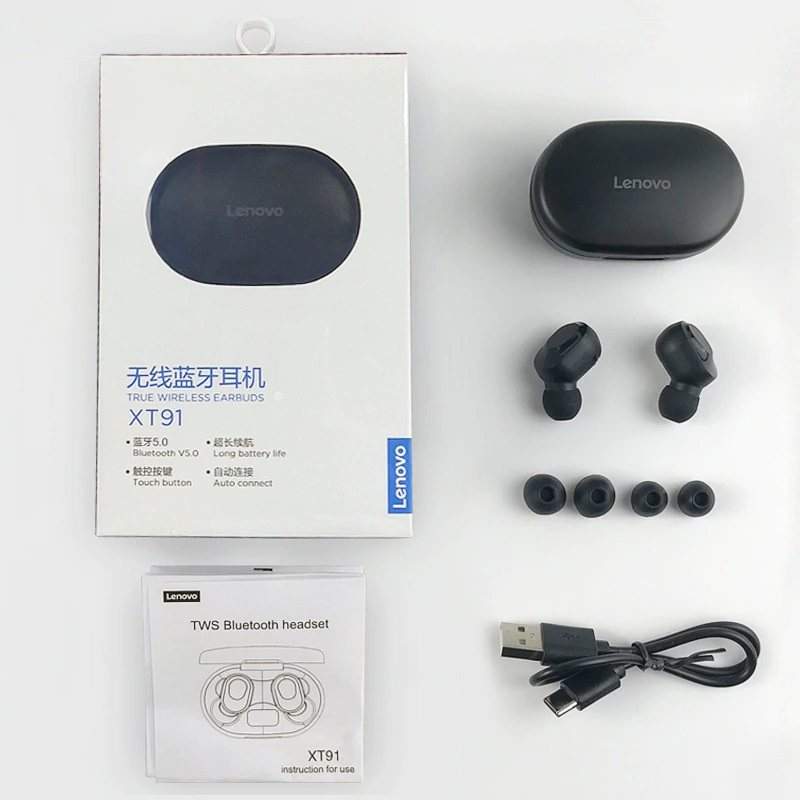 Lenovo
无线蓝牙耳机
TRUE WIRELESS EARBUDS
XT91
• 蓝牙5.0
Bluetooth V5.0
• 超长续航
Long battery life
• 触控按键
Touch button
• 自动连接
Auto connect
Lenovo
Lenovo
Lenovo
TWS Bluetooth headset
XT91
instruction for use